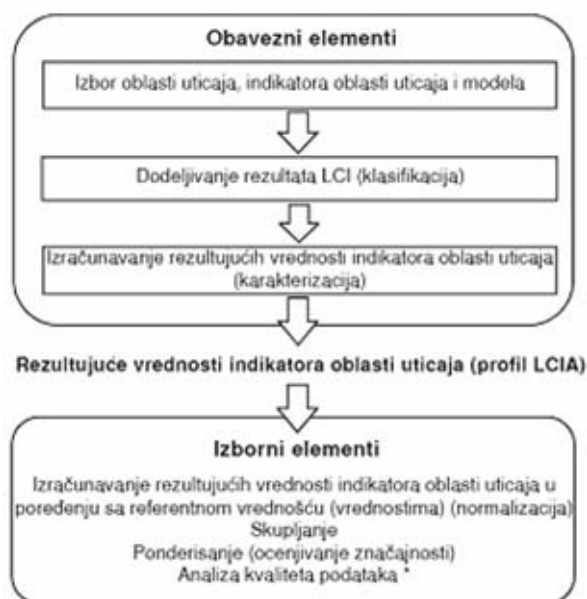 Obavezni elementi
Izbor oblasti uticaja, indikatora oblasti uticaja i modela
Dodeljivanje rezultata LCI (klasifikacija)
Izračunavanje rezultujućih vrednosti indikatora oblasti uticaja
(karakterizacija)
Rezultujuće vrednosti indikatora oblasti uticaja (profil LCIA)
Izborni elementi
Izračunavanje rezultujućih vrednosti indikatora oblasti uticaja u
poređenju sa referentnom vrednošću (vrednostima) (normalizacija)
Skupljanje
Ponderisanje (ocenjivanje značajnosti)
Analiza kvaliteta podataka *